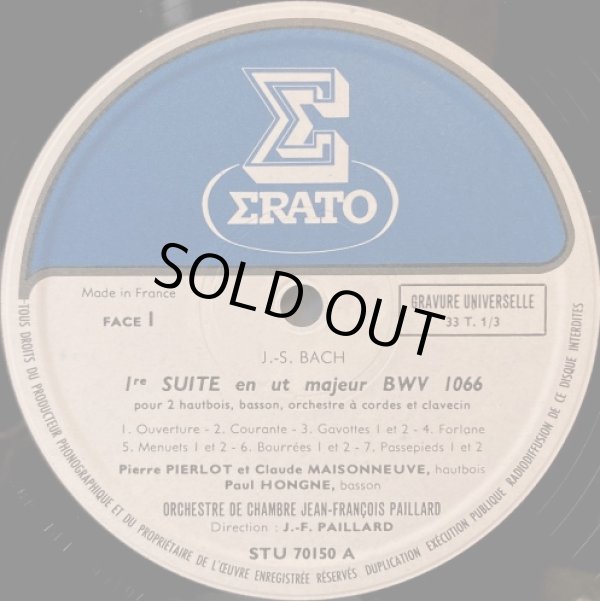 Σ
ΣRATO
SOLD OUT
Made in France
FACE 1
GRAVURE UNIVERSELLE
33 T. 1/3
J.-S. BACH
1re SUITE en ut majeur BWV 1066
pour 2 hautbois, basson, orchestre à cordes et clavecin
1. Ouverture - 2. Courante - 3. Gavottes 1 et 2 - 4. Forlane
5. Menuets 1 et 2 - 6. Bourrées 1 et 2 - 7. Passepieds 1 et 2
Pierre PIERLOT et Claude MAISONNEUVE, hautbois
Paul HONGNE, basson
ORCHESTRE DE CHAMBRE JEAN-FRANÇOIS PAILLARD
Direction : J.-F. PAILLARD
STU 70150 A
TOUS DROITS DU PRODUCTEUR PHONOGRAPHIQUE ET DU PROPRIÉTAIRE DE L'ŒUVRE ENREGISTRÉE RÉSERVÉS DUPLICATION EXÉCUTION PUBLIQUE RADIODIFFUSION DE CE DISQUE INTERDITES